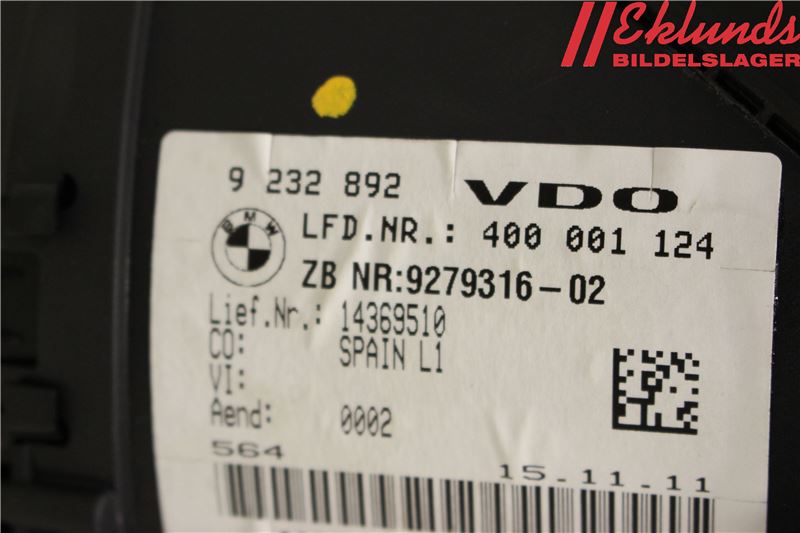 Eklunds
BILDELSLAGER
9 232 892 VDO
BMW
LFD.NR.: 400 001 124
ZB NR:9279316-02
Lief.Nr.: 14369510
CO: SPAIN L1
VI:
Aend: 0002
564
15.11.11